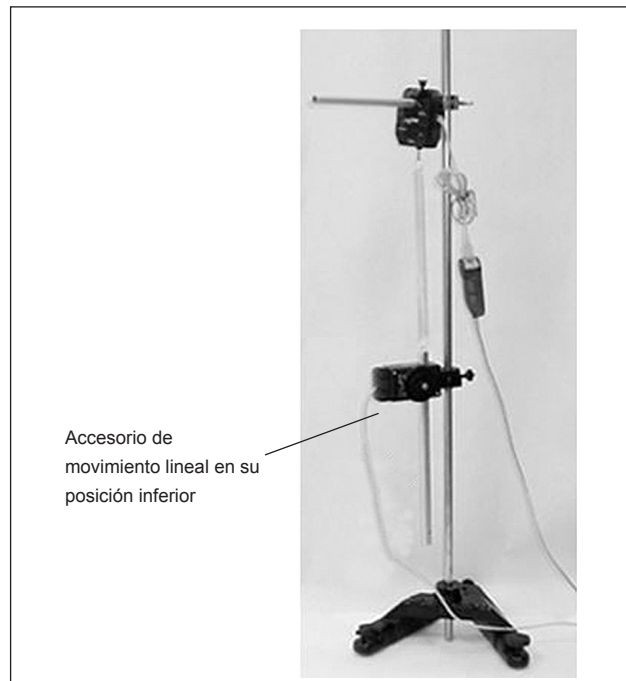 Accesorio de
movimiento lineal en su
posición inferior